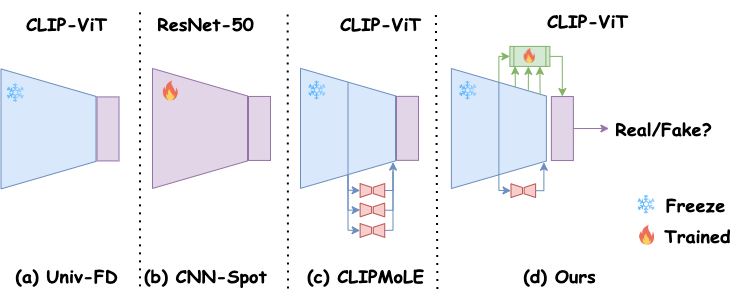 CLIP-ViT
ResNet-50
CLIP-ViT
CLIP-ViT
Real/Fake?
Freeze
Trained
(a) Univ-FD
(b) CNN-Spot
(c) CLIPMoLE
(d) Ours